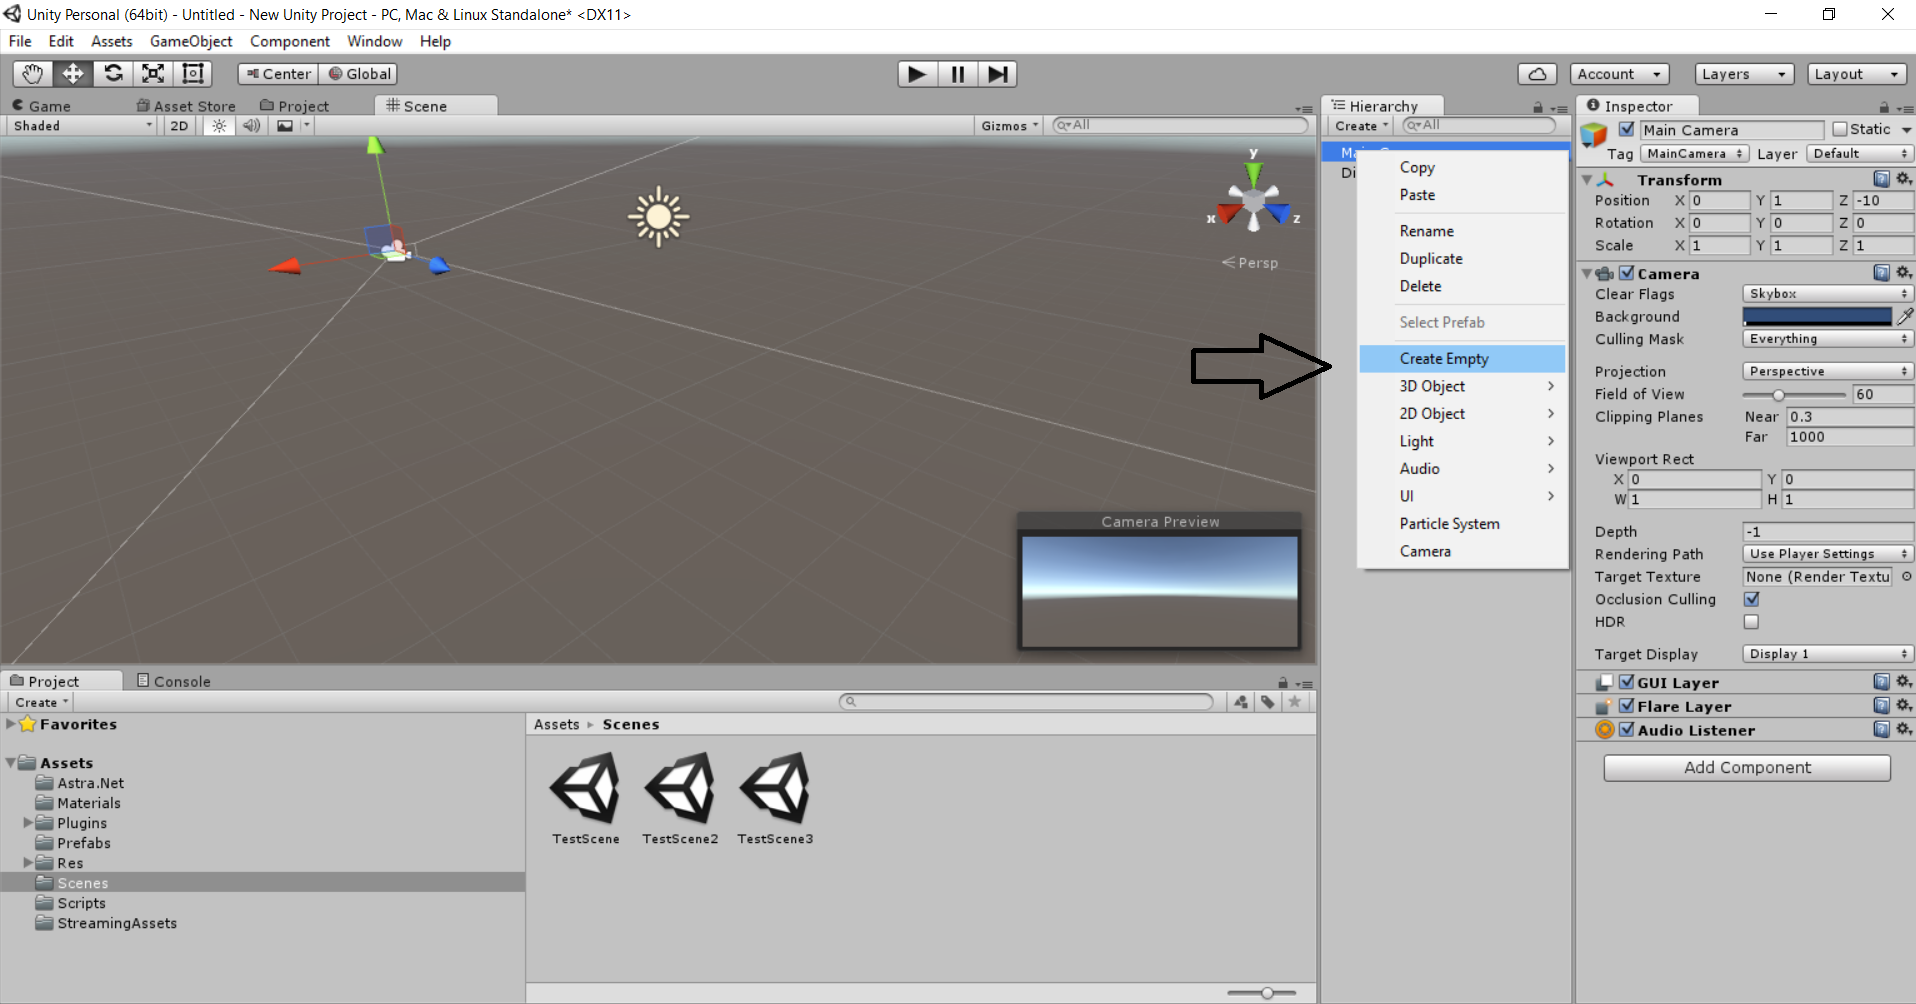 Unity Personal (64bit) - Untitled - New Unity Project - PC, Mac & Linux Standalone* <DX11>
File Edit Assets GameObject Component Window Help
Center Global Account Layers Layout
Game Asset Store Project Scene
Shaded 2D Gizmos All
y
x
z
Persp
Camera Preview
Hierarchy
Create All
Copy
Paste
Rename
Duplicate
Delete
Select Prefab
Create Empty
3D Object
2D Object
Light
Audio
UI
Particle System
Camera
Inspector
Main Camera Static
Tag MainCamera Layer Default
Transform
Position X 0 Y 1 Z -10
Rotation X 0 Y 0 Z 0
Scale X 1 Y 1 Z 1
Camera
Clear Flags Skybox
Background
Culling Mask Everything
Projection Perspective
Field of View 60
Clipping Planes Near 0.3
Far 1000
Viewport Rect
X 0 Y 0
W 1 H 1
Depth -1
Rendering Path Use Player Settings
Target Texture None (Render Textu
Occlusion Culling
HDR
Target Display Display 1
GUI Layer
Flare Layer
Audio Listener
Add Component
Project Console
Create
Favorites
Assets
Astra.Net
Materials
Plugins
Prefabs
Res
Scenes
Scripts
StreamingAssets
Assets Scenes
TestScene TestScene2 TestScene3